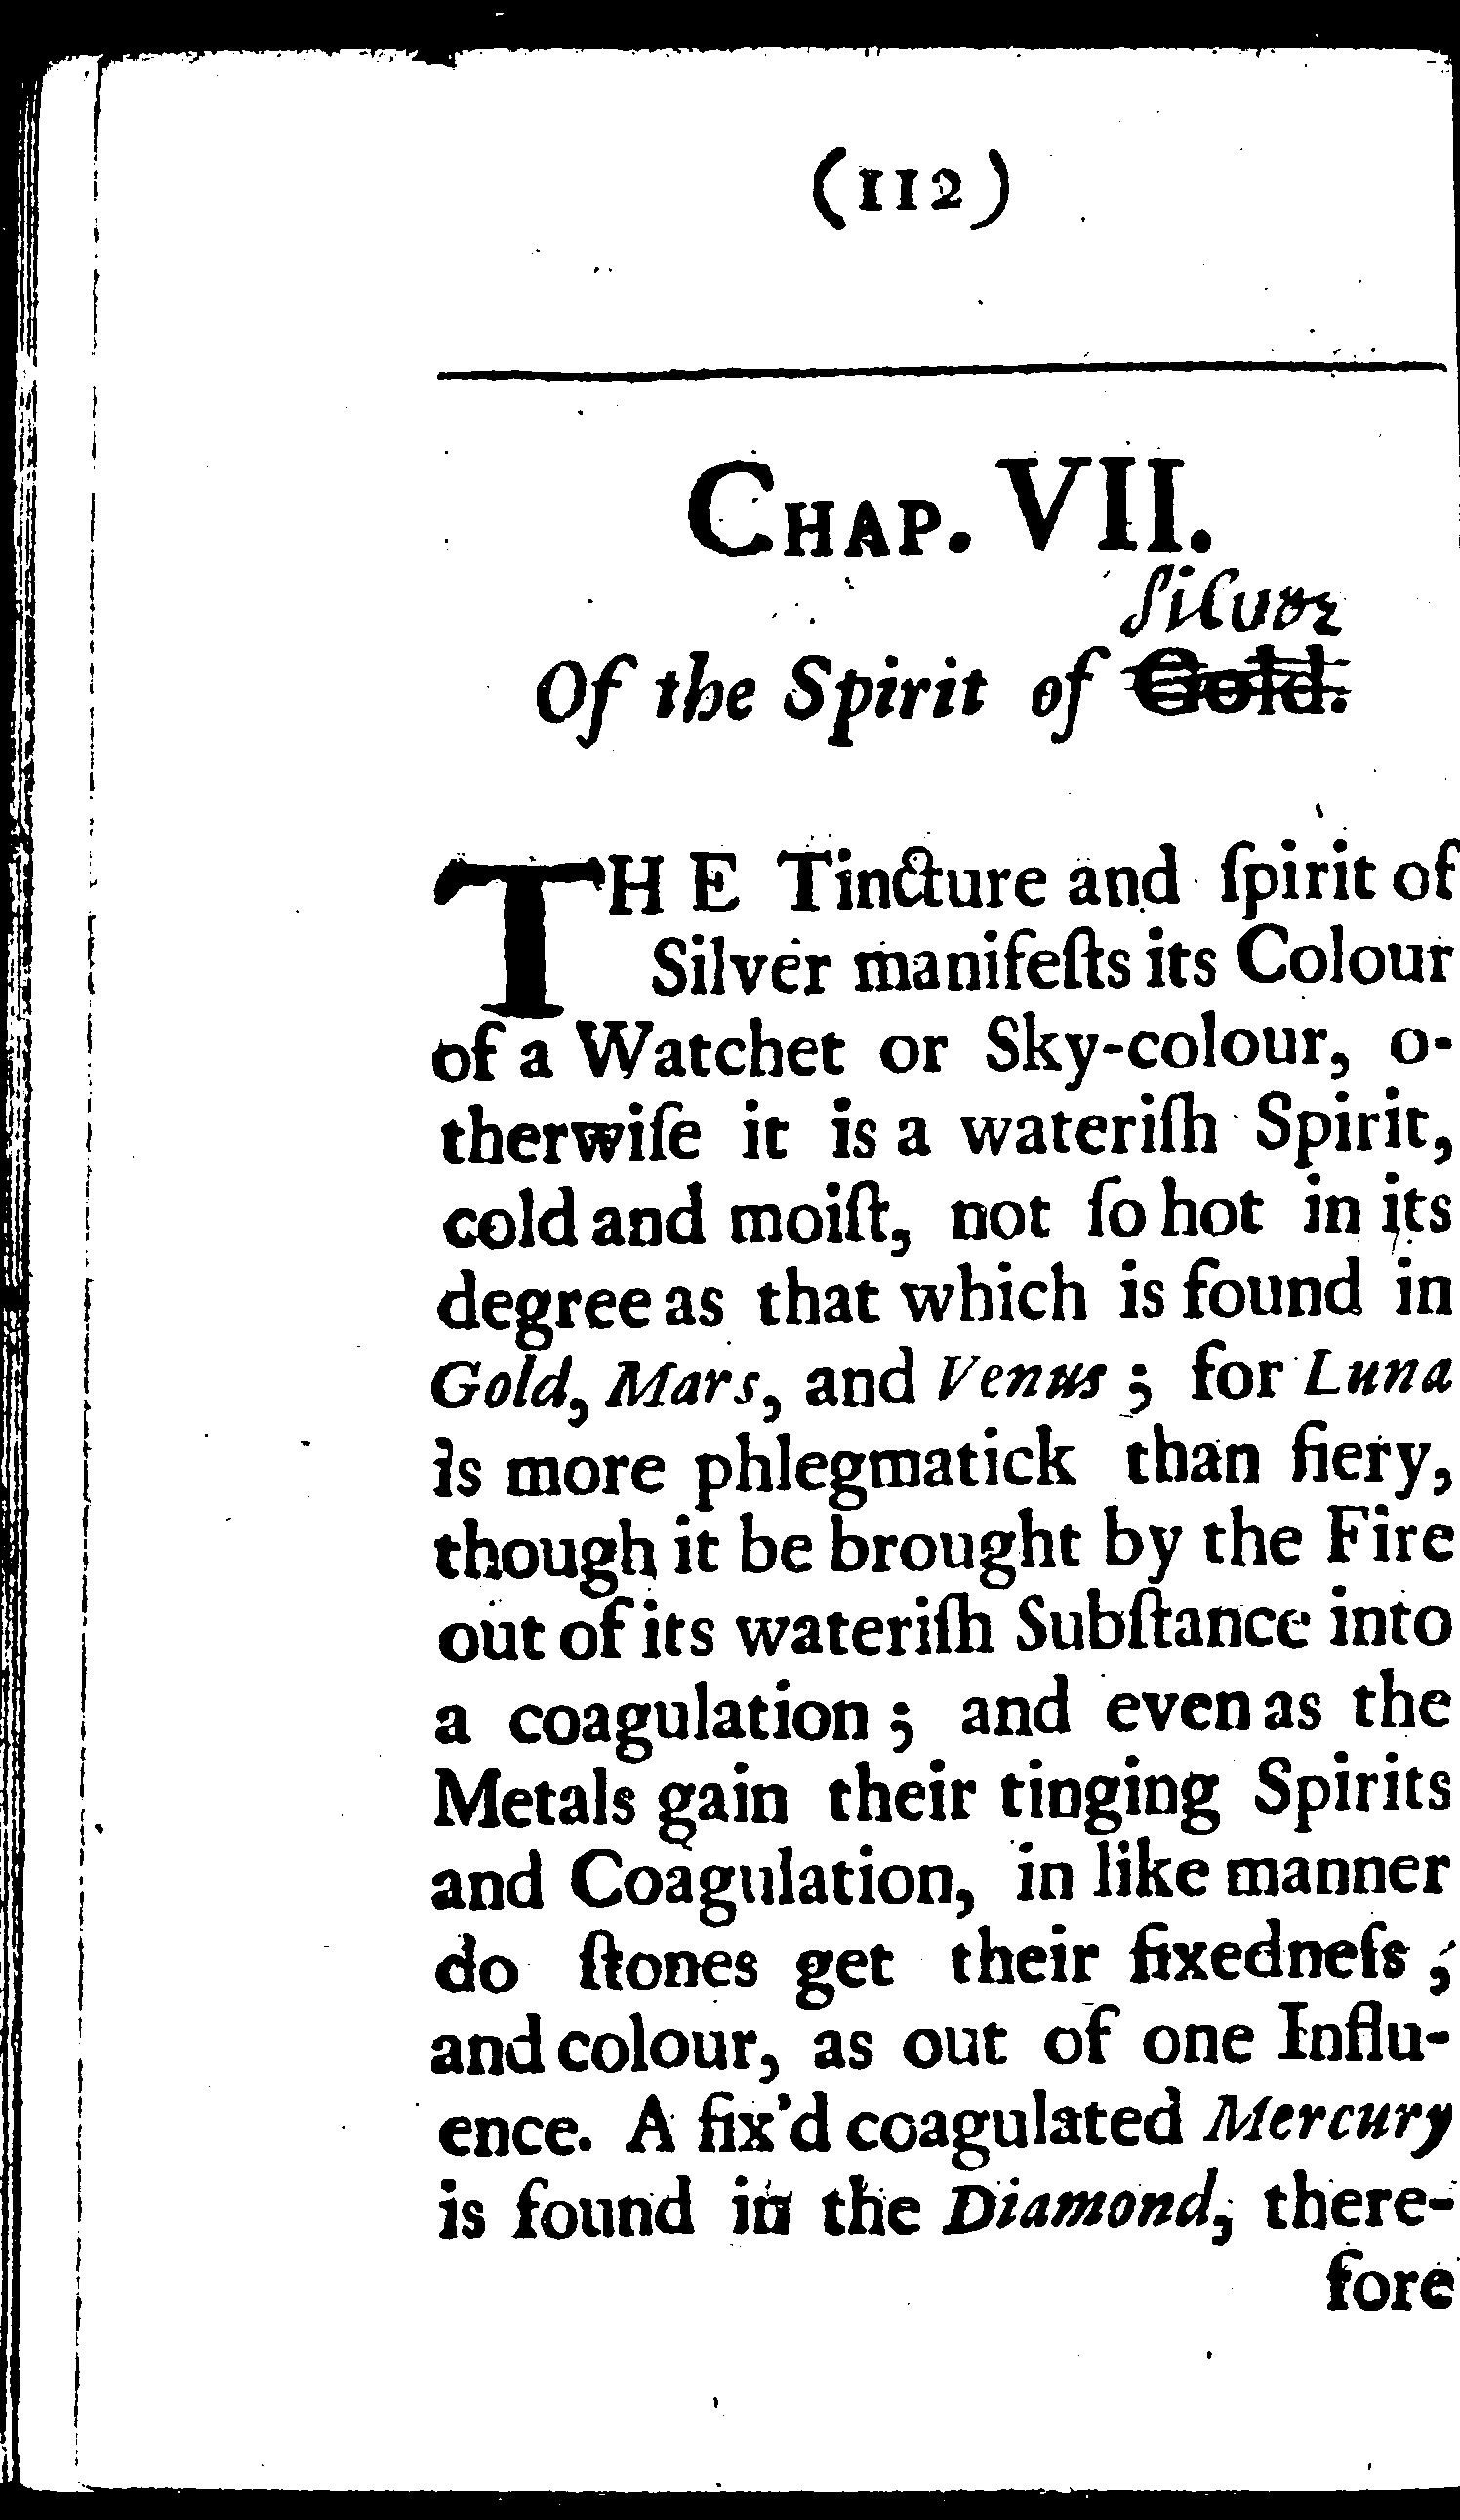 (112)
CHAP. VII.
Silver
Of the Spirit of Gold.
THE Tincture and ſpirit of
Silver manifeſts its Colour
of a Watchet or Sky-colour, o-
therwiſe it is a wateriſh Spirit,
cold and moiſt, not ſo hot in its
degree as that which is found in
Gold, Mars, and Venus; for Luna
is more phlegmatick than fiery,
though it be brought by the Fire
out of its wateriſh Subſtance into
a coagulation; and even as the
Metals gain their tinging Spirits
and Coagulation, in like manner
do ſtones get their fixedneſs;
and colour, as out of one Influ-
ence. A fix'd coagulated Mercury
is found in the Diamond, there-
fore